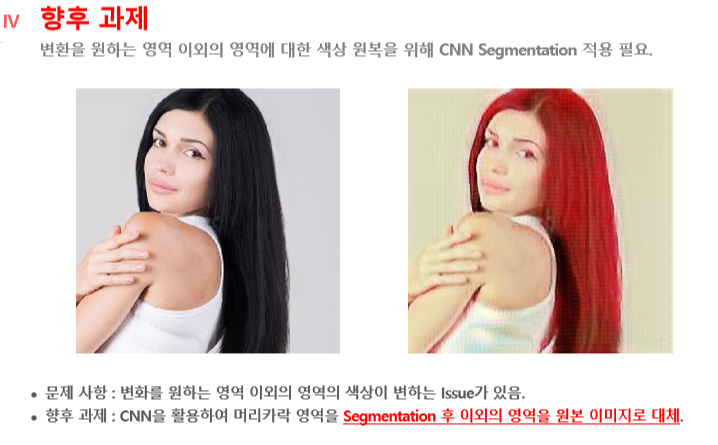 IV 향후 과제
변환을 원하는 영역 이외의 영역에 대한 색상 원복을 위해 CNN Segmentation 적용 필요.
• 문제 사항 : 변화를 원하는 영역 이외의 영역의 색상이 변하는 Issue가 있음.
• 향후 과제 : CNN을 활용하여 머리카락 영역을 Segmentation 후 이외의 영역을 원본 이미지로 대체.